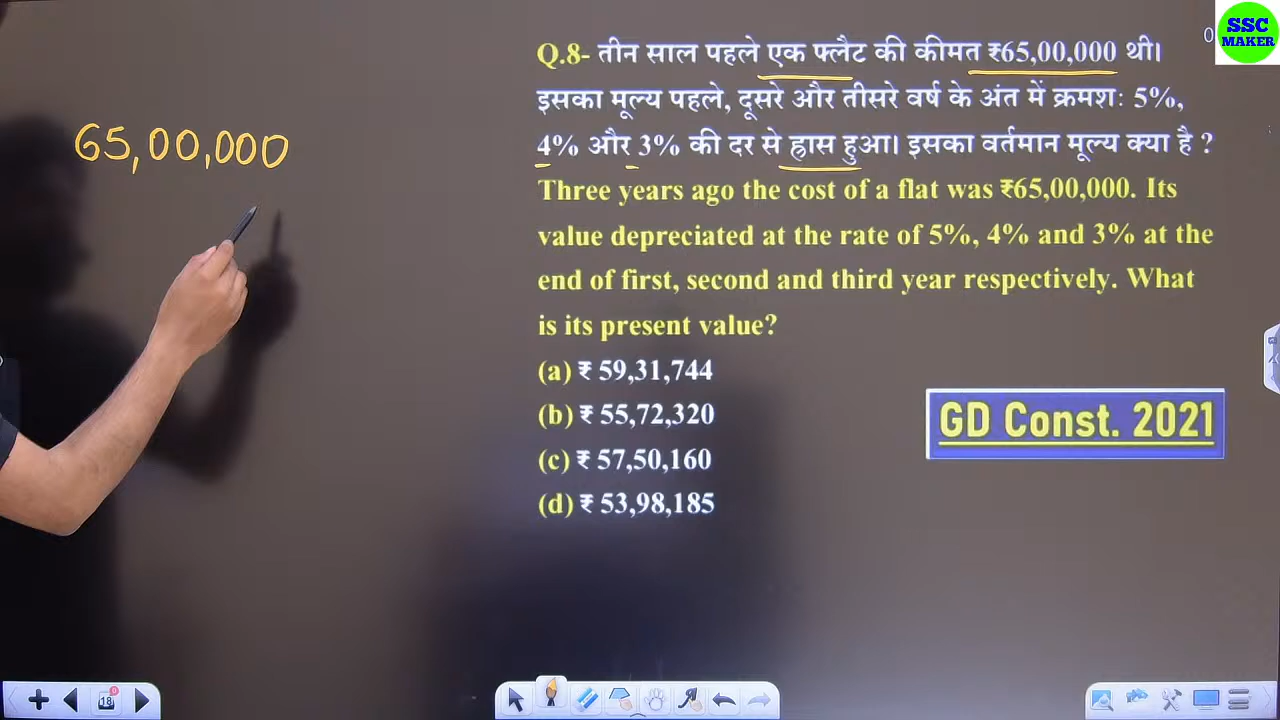 SSC
MAKER
0
Q.8- तीन साल पहले एक फ्लैट की कीमत ₹65,00,000 थी।
इसका मूल्य पहले, दूसरे और तीसरे वर्ष के अंत में क्रमशः 5%,
4% और 3% की दर से ह्रास हुआ। इसका वर्तमान मूल्य क्या है ?
65,00,000
Three years ago the cost of a flat was ₹65,00,000. Its
value depreciated at the rate of 5%, 4% and 3% at the
end of first, second and third year respectively. What
is its present value?
(a) ₹ 59,31,744
(b) ₹ 55,72,320
(c) ₹ 57,50,160
(d) ₹ 53,98,185
GD Const. 2021
18